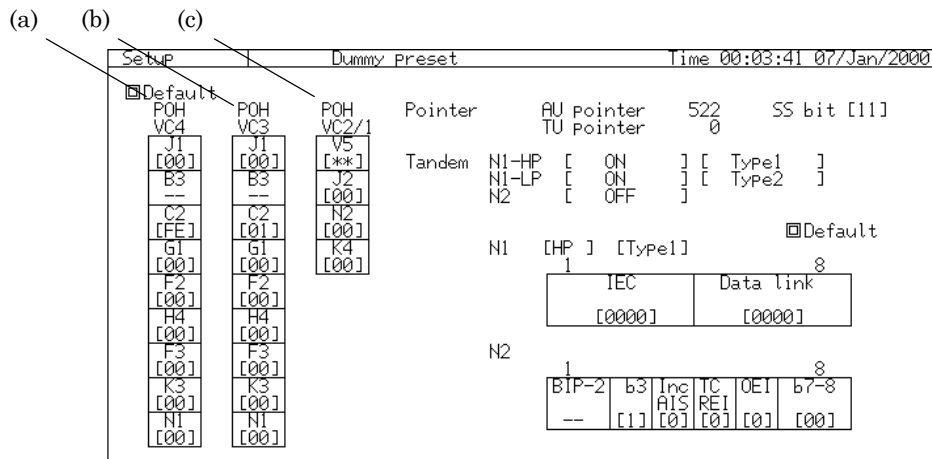 (a) (b) (c)
Setup Dummy preset Time 00:03:41 07/Jan/2000
Default
POH POH POH Pointer AU pointer 522 SS bit [11]
VC4 VC3 VC2/1 TU pointer 0
J1 J1 V5
[00] [00] [**] Tandem N1-HP [ ON ] [ Type1 ]
B3 B3 J2 N1-LP [ ON ] [ Type2 ]
-- -- [00] N2 [ OFF ]
C2 C2 N2
[FE] [01] [00] Default
G1 G1 K4 N1 [HP ] [Type1]
[00] [00] [00] 1 8
F2 F2 IEC Data link
[00] [00]
H4 H4 [0000] [0000]
[00] [00]
F3 F3 N2
[00] [00] 1 8
K3 K3 BIP-2 b3 Inc TC OEI b7-8
[00] [00] AIS REI
N1 N1 -- [1] [0] [0] [0] [00]
[00] [00]